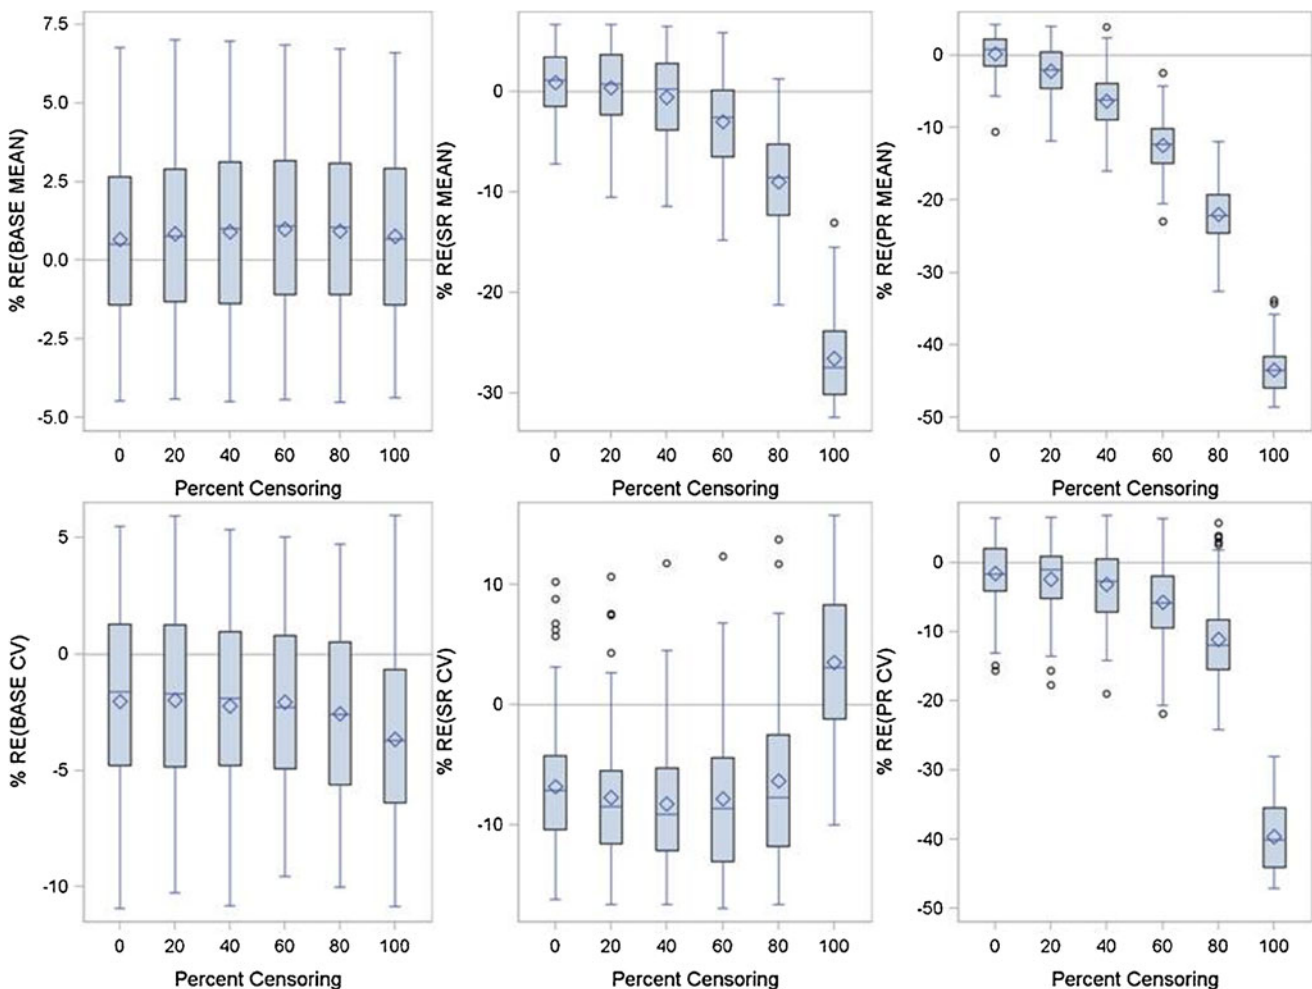 % RE(BASE MEAN)
7.5
5.0
2.5
0.0
-2.5
-5.0
0 20 40 60 80 100
Percent Censoring
% RE(SR MEAN)
0
-10
-20
-30
0 20 40 60 80 100
Percent Censoring
% RE(PR MEAN)
0
-10
-20
-30
-40
-50
0 20 40 60 80 100
Percent Censoring
% RE(BASE CV)
5
0
-5
-10
0 20 40 60 80 100
Percent Censoring
% RE(SR CV)
10
0
-10
0 20 40 60 80 100
Percent Censoring
% RE(PR CV)
0
-10
-20
-30
-40
-50
0 20 40 60 80 100
Percent Censoring